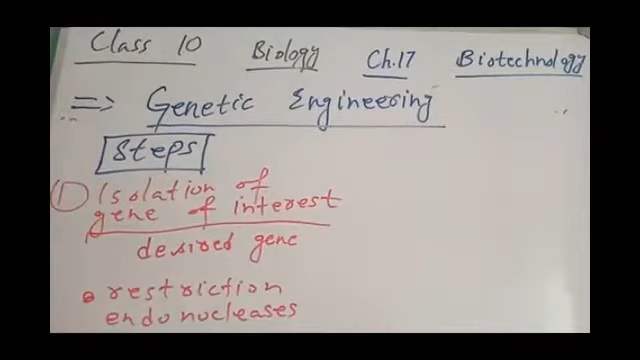 Class 10 Biology Ch.17 Biotechnology
=> Genetic Engineering
Steps
1 Isolation of
gene of interest
desired gene
• restriction
endonucleases